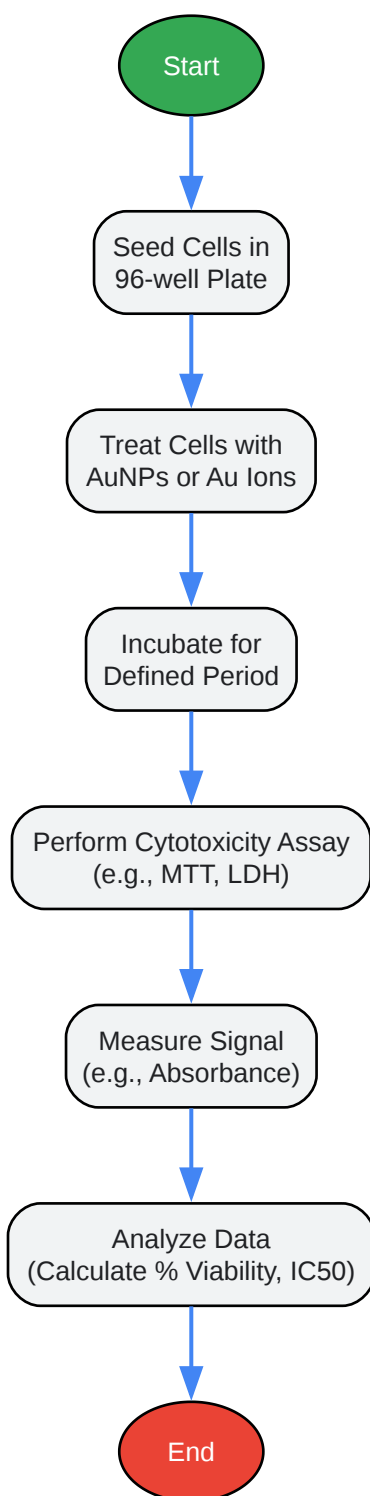 Start
Seed Cells in
96-well Plate
Treat Cells with
AuNPs or Au Ions
Incubate for
Defined Period
Perform Cytotoxicity Assay
(e.g., MTT, LDH)
Measure Signal
(e.g., Absorbance)
Analyze Data
(Calculate % Viability, IC50)
End